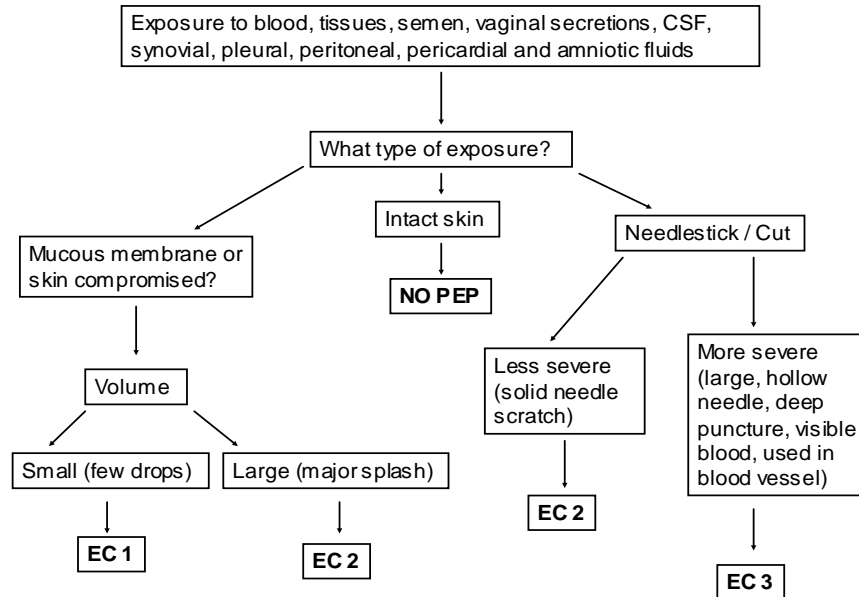 Exposure to blood, tissues, semen, vaginal secretions, CSF,
synovial, pleural, peritoneal, pericardial and amniotic fluids
What type of exposure?
Mucous membrane or
skin compromised?
Intact skin
Needlestick / Cut
NO PEP
Volume
Less severe
(solid needle
scratch)
More severe
(large, hollow
needle, deep
puncture, visible
blood, used in
blood vessel)
Small (few drops)
Large (major splash)
EC 1
EC 2
EC 2
EC 3